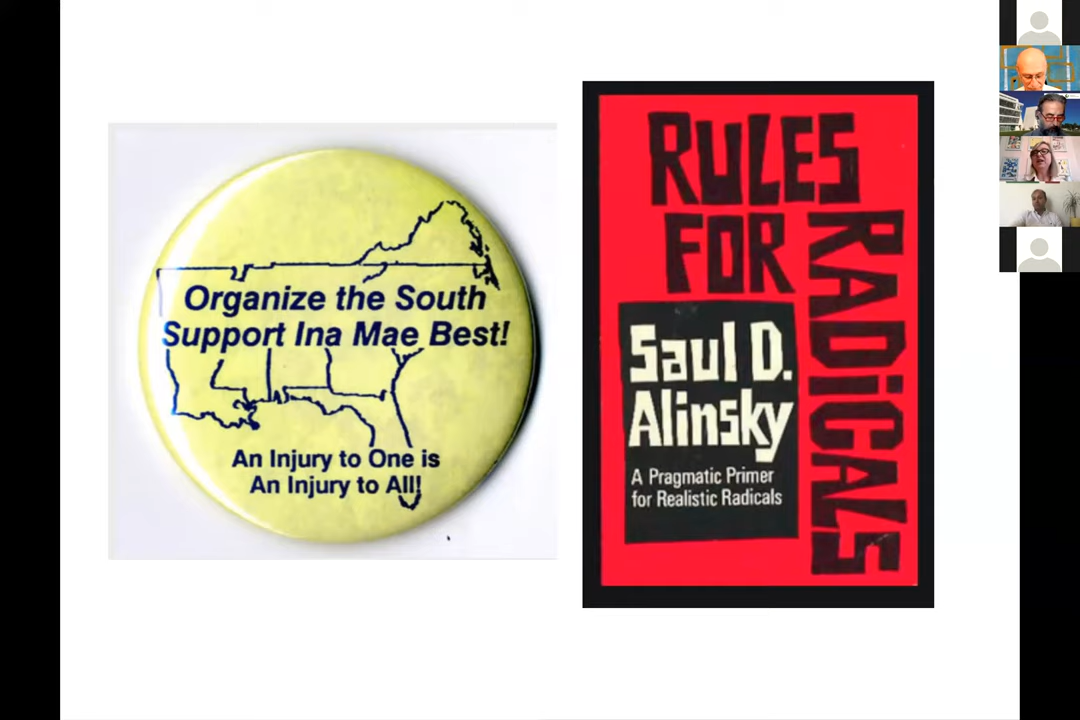 Organize the South
Support Ina Mae Best!
An Injury to One is
An Injury to All!
RULES
FOR
RADiCALS
Saul D.
Alinsky
A Pragmatic Primer
for Realistic Radicals